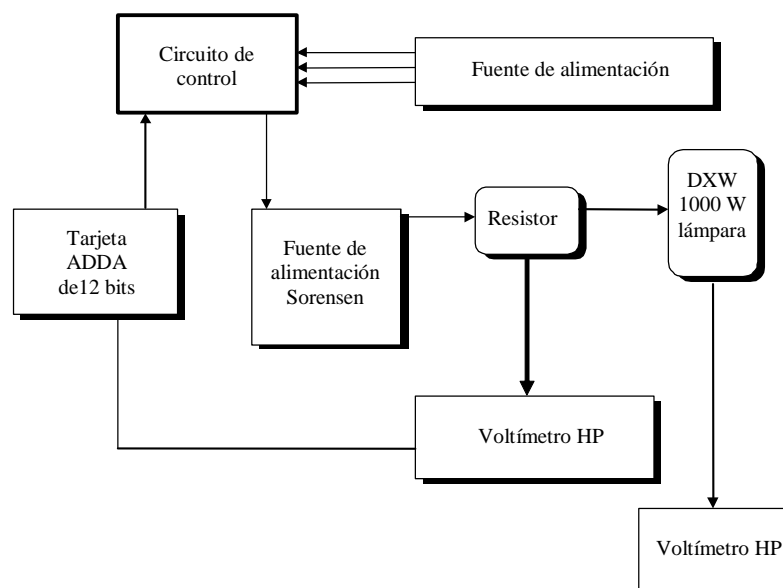 Circuito de
control
Fuente de alimentación
DXW
1000 W
lámpara
Resistor
Tarjeta
ADDA
de12 bits
Fuente de
alimentación
Sorensen
Voltímetro HP
Voltímetro HP